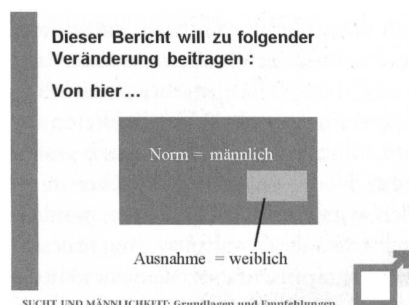 Dieser Bericht will zu folgender
Veränderung beitragen :
Von hier ...
Norm = männlich
Ausnahme = weiblich
SUCHT UND MÄNNLICHKEIT: Grundlagen und Empfehlungen